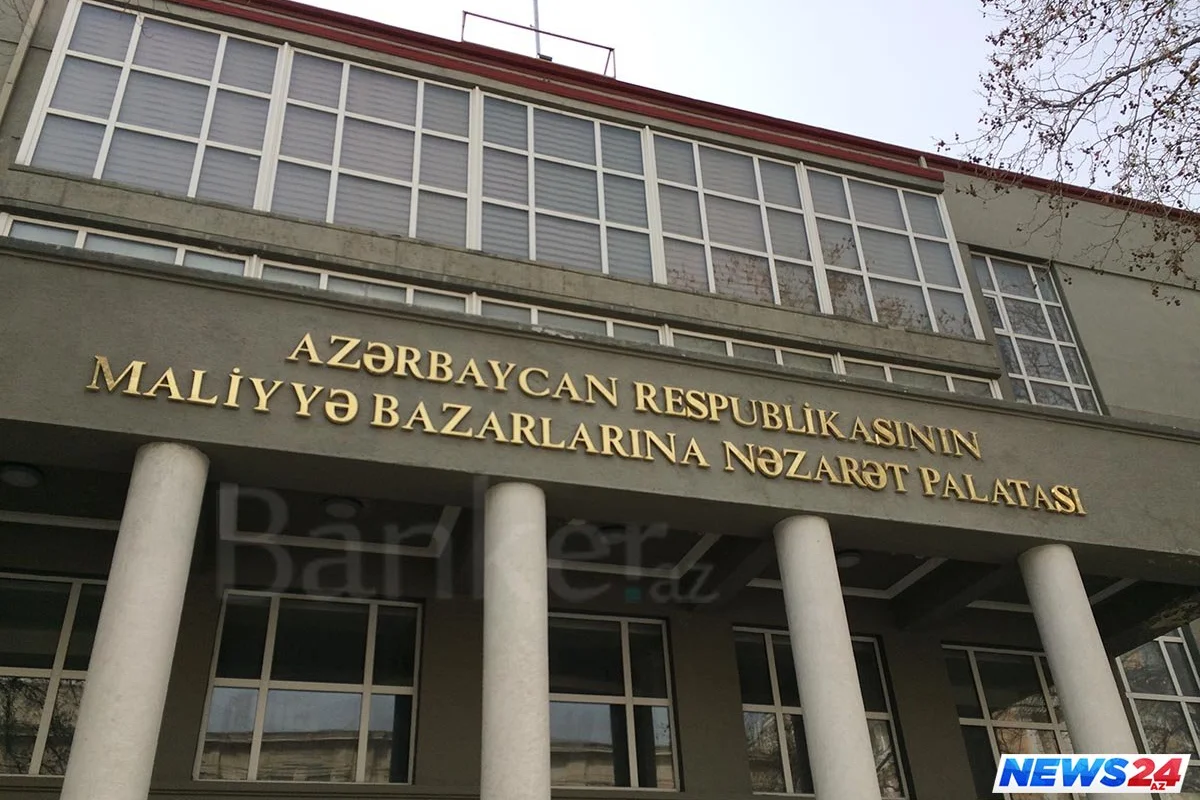 AZƏRBAYCAN RESPUBLİKASININ
MALİYYƏ BAZARLARINA NƏZARƏT PALATASI
Banker.az
NEWS24
AZ